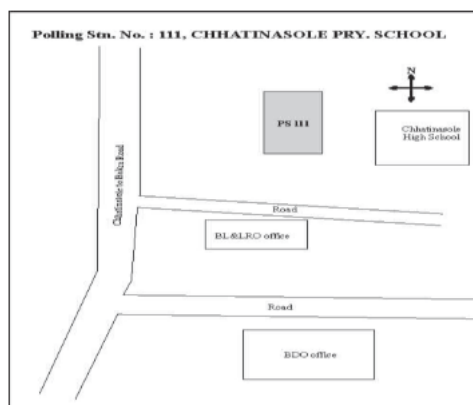 Polling Stn. No. : 111, CHHATINASOLE PRY. SCHOOL
N
PS 111
Chhatinasole
High School
Road
BL&LRO office
Road
BDO office